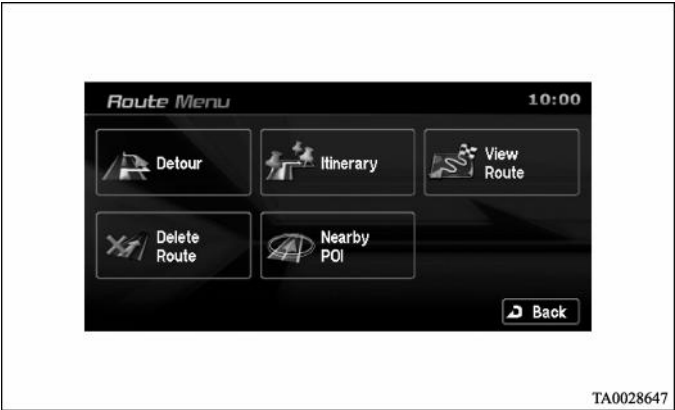 Route Menu 10:00
Detour
Itinerary
View
Route
Delete
Route
Nearby
POI
Back
TA0028647